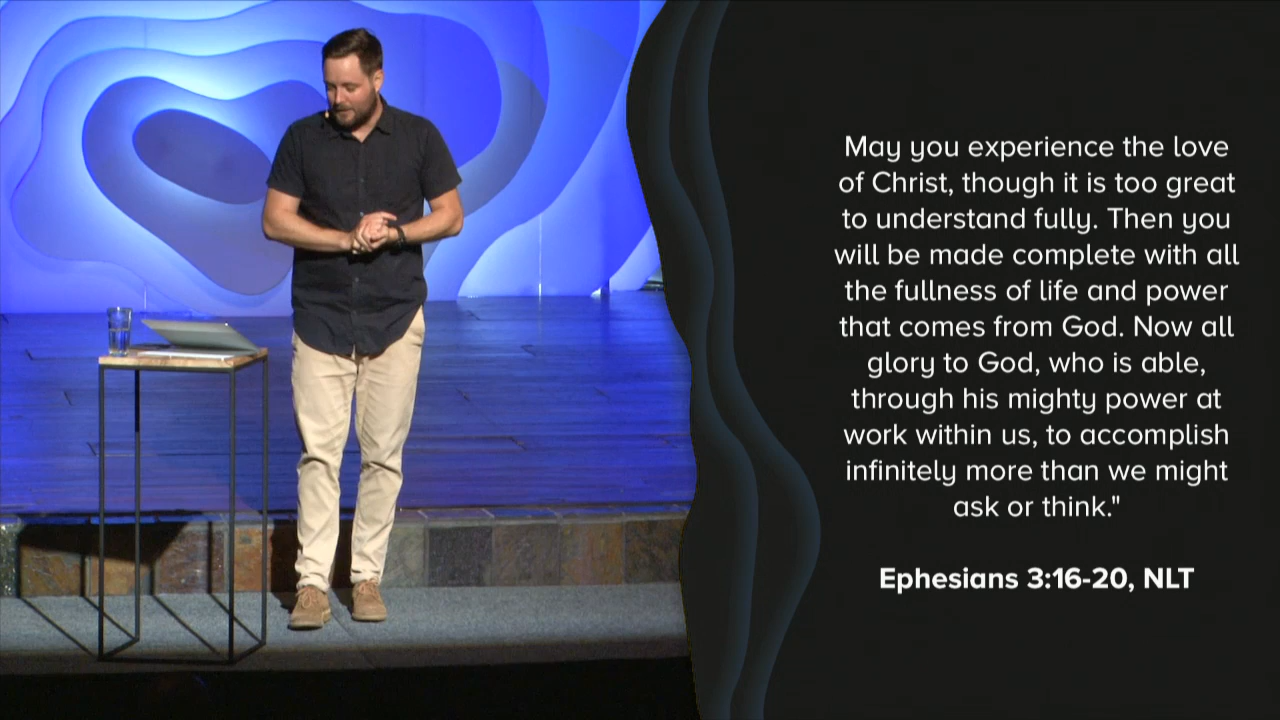 May you experience the love
of Christ, though it is too great
to understand fully. Then you
will be made complete with all
the fullness of life and power
that comes from God. Now all
glory to God, who is able,
through his mighty power at
work within us, to accomplish
infinitely more than we might
ask or think."
Ephesians 3:16-20, NLT